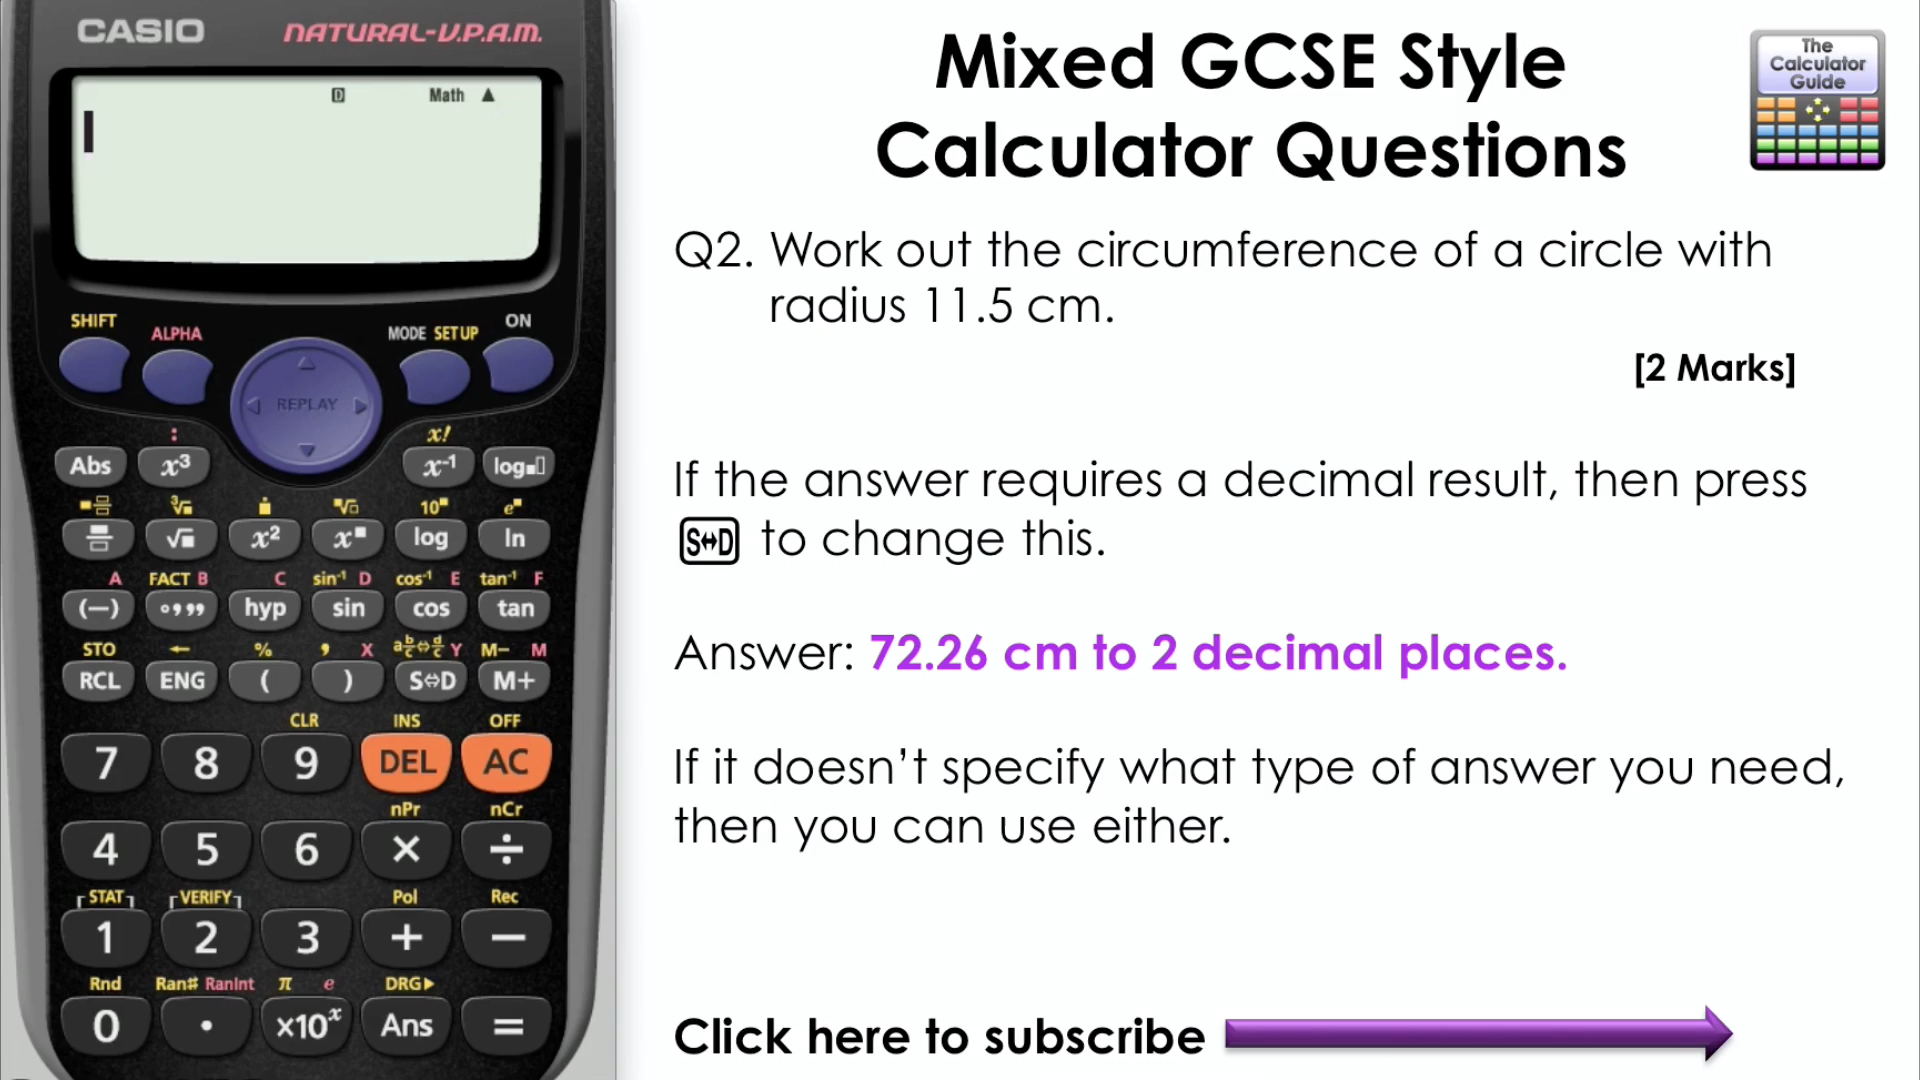 CASIO NATURAL-V.P.A.M.
D Math ▲
Mixed GCSE Style
Calculator Questions
The
Calculator
Guide
Q2. Work out the circumference of a circle with
radius 11.5 cm.
[2 Marks]
If the answer requires a decimal result, then press
S⇔D to change this.
Answer: 72.26 cm to 2 decimal places.
If it doesn’t specify what type of answer you need,
then you can use either.
Click here to subscribe
SHIFT ALPHA MODE SETUP ON
REPLAY
: x!
Abs x³ x⁻¹ log■□
■⊟ ³√■ ■ ˣ√□ 10■ e■
⊟ √■ x² x■ log ln
A FACT B C sin⁻¹ D cos⁻¹ E tan⁻¹ F
(—) °,,, hyp sin cos tan
STO ← % , X a b/c⇔d/c Y M− M
RCL ENG ( ) S⇔D M+
CLR INS OFF
7 8 9 DEL AC
nPr nCr
4 5 6 × ÷
STAT VERIFY Pol Rec
1 2 3 + −
Rnd Ran# RanInt π e DRG▶
0 • ×10ˣ Ans =